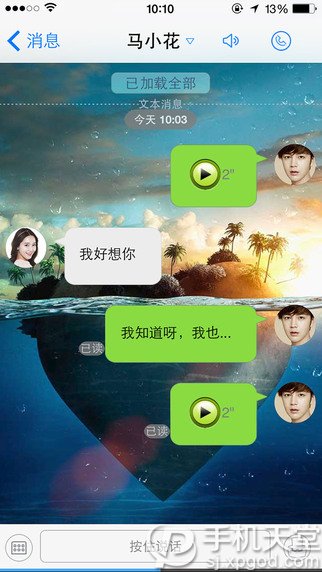 10:10
13%
消息
马小花
已加载全部
文本消息
今天 10:03
2"
我好想你
我知道呀，我也...
已读
2"
已读
按住说话
手机天堂
sj.xpgod.com